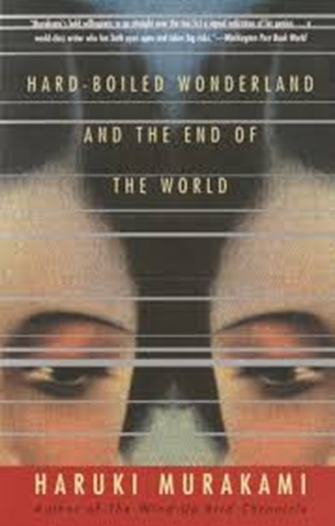 "Murakami's bold willingness to go straight over the top [is] a signal indication of his genius. . . . a
world-class writer who has both eyes open and takes big risks."—Washington Post Book World
HARD-BOILED WONDERLAND
AND THE END OF
THE WORLD
HARUKI MURAKAMI
Author of The Wind-Up Bird Chronicle